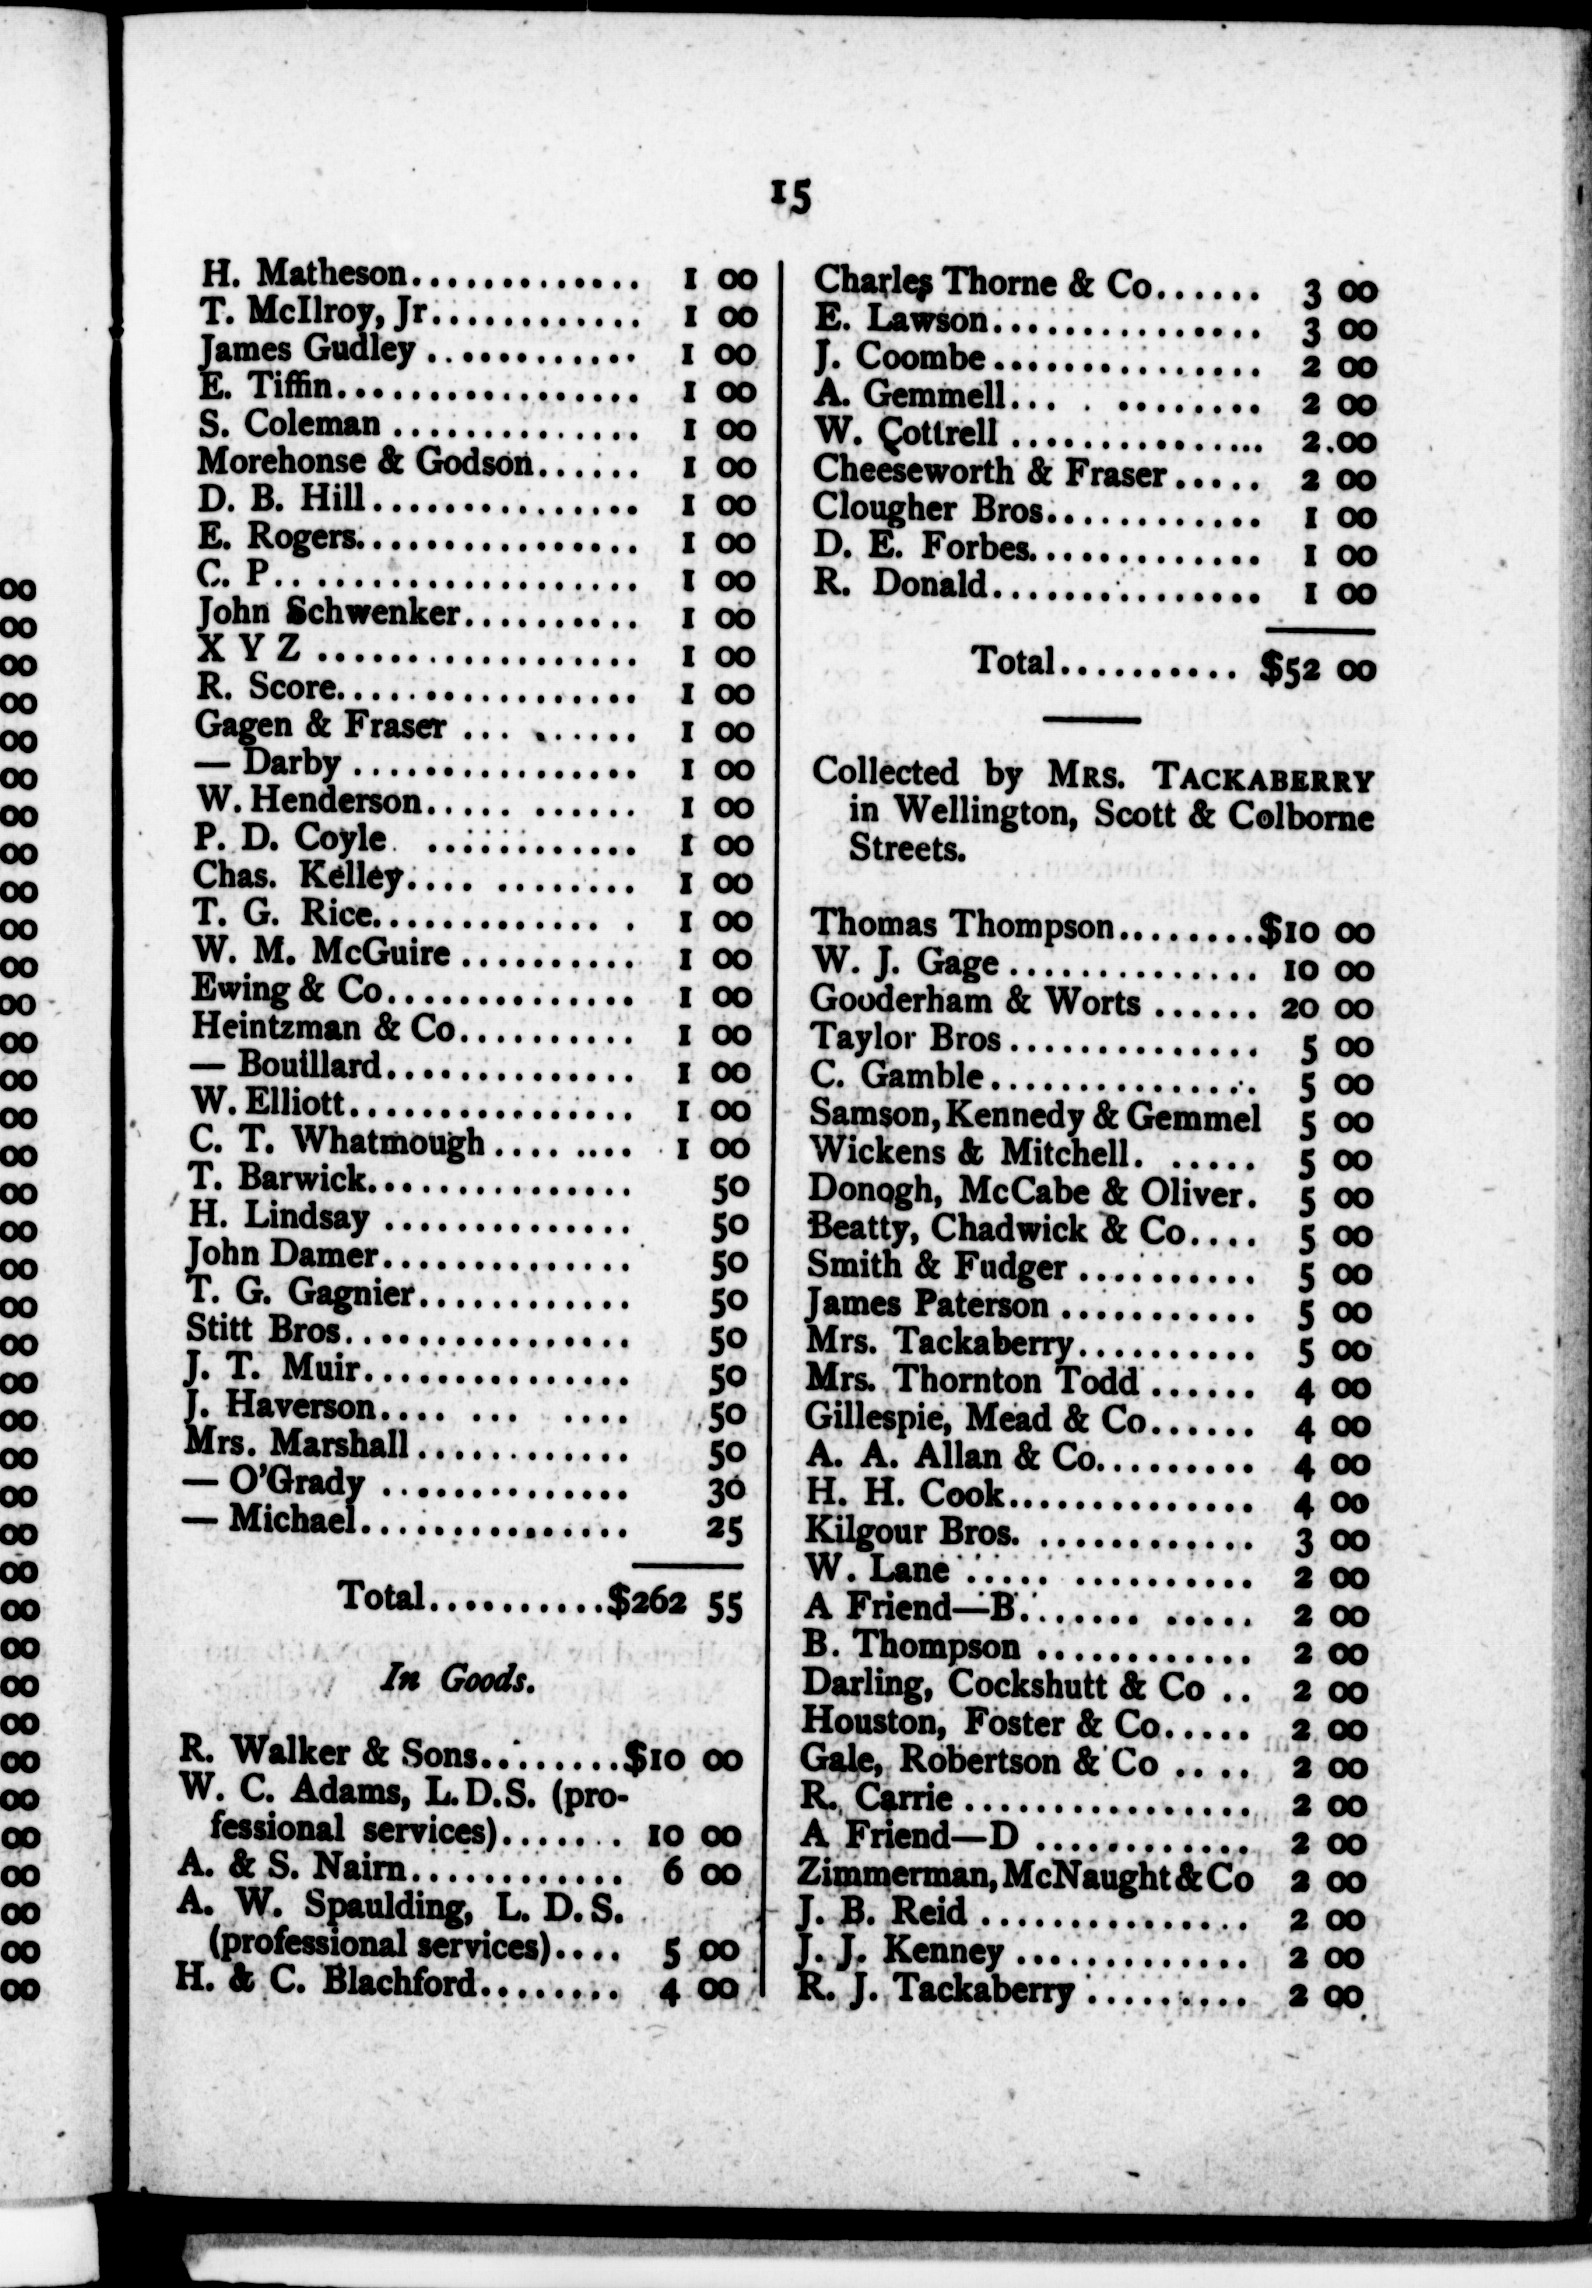 15
H. Matheson............. 1 00
T. McIlroy, Jr............ 1 00
James Gudley ............ 1 00
E. Tiffin................. 1 00
S. Coleman .............. 1 00
Morehonse & Godson...... 1 00
D. B. Hill............... 1 00
E. Rogers................ 1 00
C. P.. .................. 1 00
John Schwenker.......... 1 00
X Y Z .................. 1 00
R. Score................. 1 00
Gagen & Fraser ... ...... 1 00
— Darby ................ 1 00
W. Henderson..... ...... 1 00
P. D. Coyle. ............ 1 00
Chas. Kelley.... ........ 1 00
T. G. Rice.............. . 1 00
W. M. McGuire .......... 1 00
Ewing & Co.............. 1 00
Heintzman & Co.......... 1 00
— Bouillard.............. 1 00
W. Elliott................ 1 00
C. T. Whatmough ........ 1 00
T. Barwick............... 50
H. Lindsay .............. 50
John Damer.............. 50
T. G. Gagnier............ 50
Stitt Bros................ 50
J. T. Muir............... 50
J. Haverson.... ... .... 50
Mrs. Marshall............ 50
— O'Grady .............. 30
— Michael............... 25
Total..........$262 55
In Goods.
R. Walker & Sons........$10 00
W. C. Adams, L.D.S. (pro-
fessional services)....... 10 00
A. & S. Nairn............ 6 00
A. W. Spaulding, L. D. S.
(professional services).... 5 00
H. & C. Blachford........ 4 00
Charles Thorne & Co...... 3 00
E. Lawson............... 3 00
J. Coombe............... 2 00
A. Gemmell... . ........ 2 00
W. Cottrell .............. 2.00
Cheeseworth & Fraser..... 2 00
Clougher Bros............ 1 00
D. E. Forbes............. 1 00
R. Donald............... 1 00
Total.......... $52 00
Collected by MRS. TACKABERRY
in Wellington, Scott & Colborne
Streets.
Thomas Thompson........$10 00
W. J. Gage.............. 10 00
Gooderham & Worts ...... 20 00
Taylor Bros.............. 5 00
C. Gamble............... 5 00
Samson, Kennedy & Gemmel 5 00
Wickens & Mitchell. ..... 5 00
Donogh, McCabe & Oliver. 5 00
Beatty, Chadwick & Co.... 5 00
Smith & Fudger .......... 5 00
James Paterson ........... 5 00
Mrs. Tackaberry.......... 5 00
Mrs. Thornton Todd ...... 4 00
Gillespie, Mead & Co...... 4 00
A. A. Allan & Co......... 4 00
H. H. Cook.............. 4 00
Kilgour Bros. ............ 3 00
W. Lane ..... .......... 2 00
A Friend—B....... ..... 2 00
B. Thompson ............ 2 00
Darling, Cockshutt & Co .. 2 00
Houston, Foster & Co..... 2 00
Gale, Robertson & Co .... 2 00
R. Carrie ................ 2 00
A Friend—D ............ 2 00
Zimmerman, McNaught & Co 2 00
J. B. Reid ............... 2 00
J. J. Kenney ............. 2 00
R. J. Tackaberry ......... 2 00